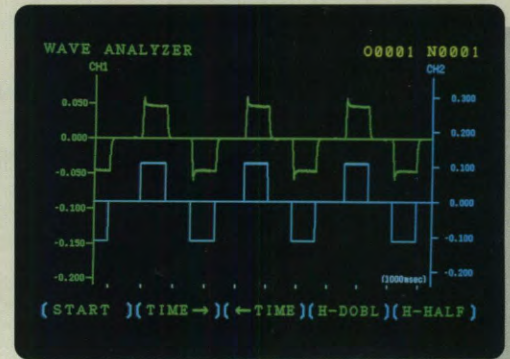 WAVE ANALYZER O0001 N0001
CH1 CH2
0.050 0.300
0.000 0.200
-0.050 0.100
-0.100 0.000
-0.150 -0.100
-0.200 -0.200
(1000msec)
(START )(TIME→)(←TIME)(H-DOBL)(H-HALF)